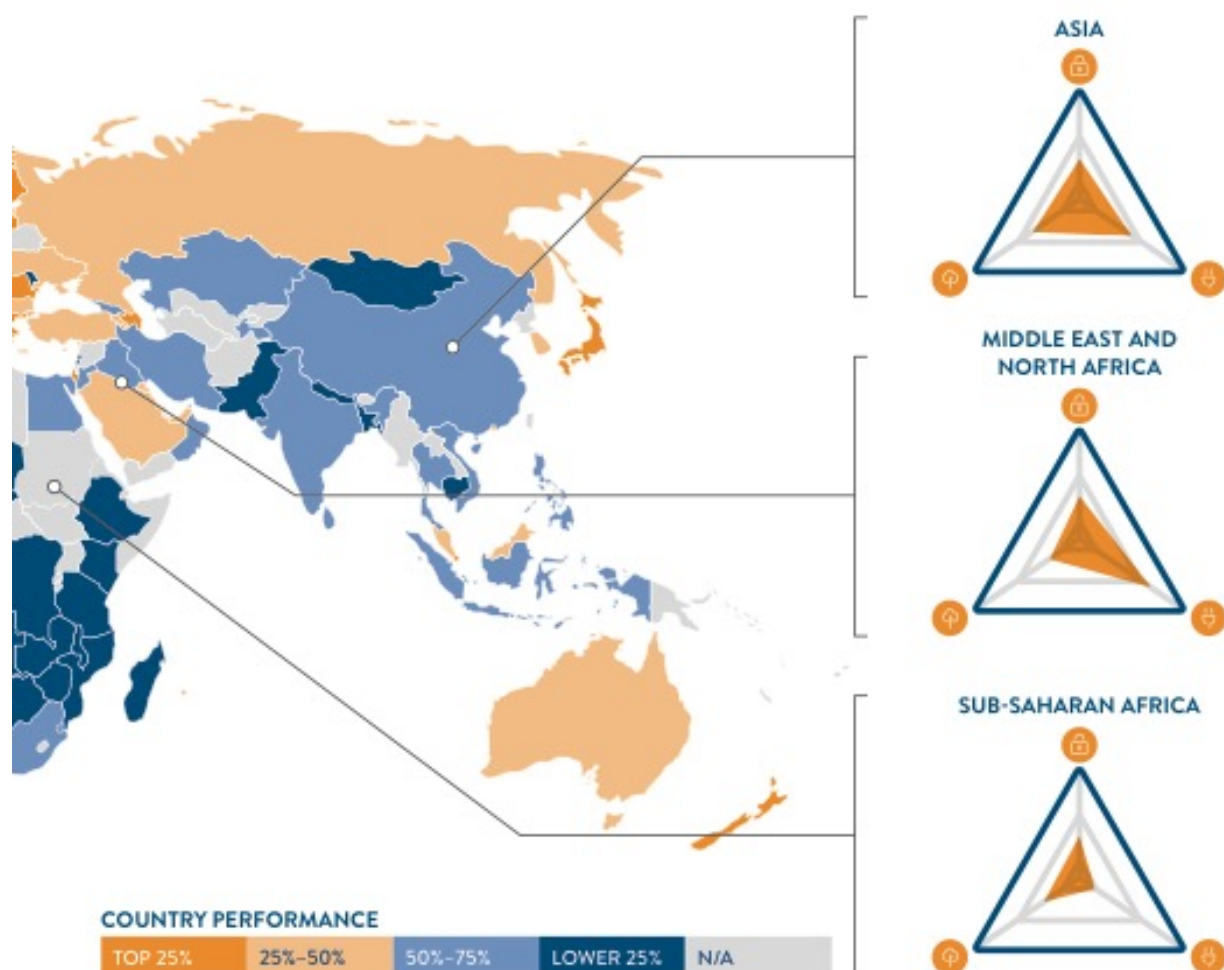 ASIA
MIDDLE EAST AND
NORTH AFRICA
SUB-SAHARAN AFRICA
COUNTRY PERFORMANCE
TOP 25%
25%–50%
50%–75%
LOWER 25%
N/A